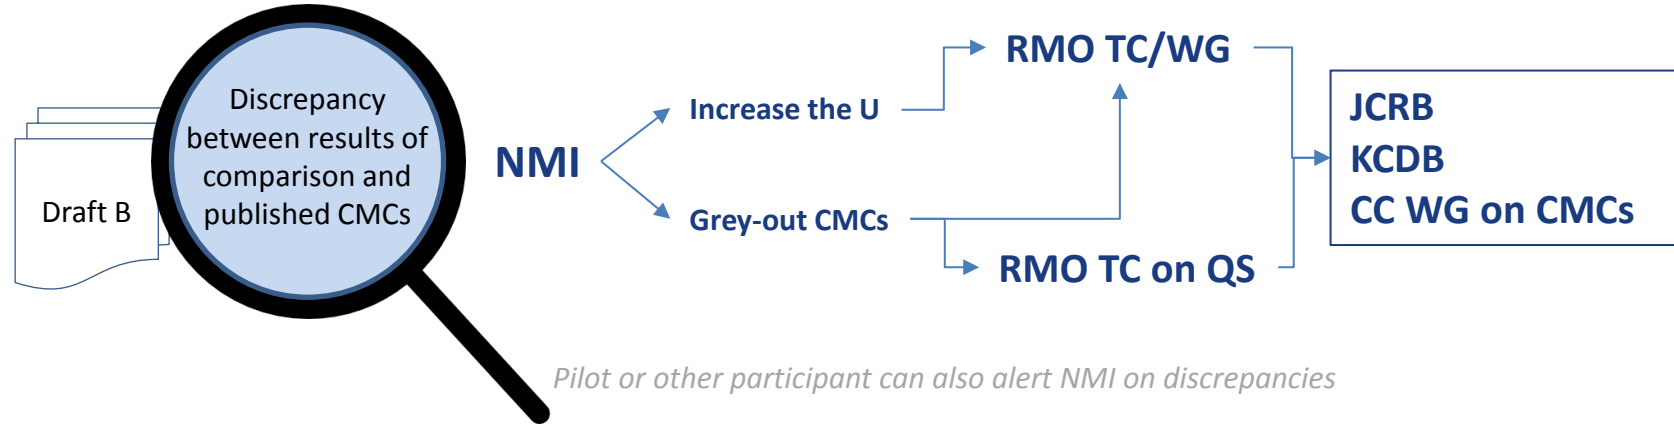 Draft B
Discrepancy
between results of
comparison and
published CMCs
NMI
Increase the U
Grey-out CMCs
RMO TC/WG
RMO TC on QS
JCRB
KCDB
CC WG on CMCs
Pilot or other participant can also alert NMI on discrepancies